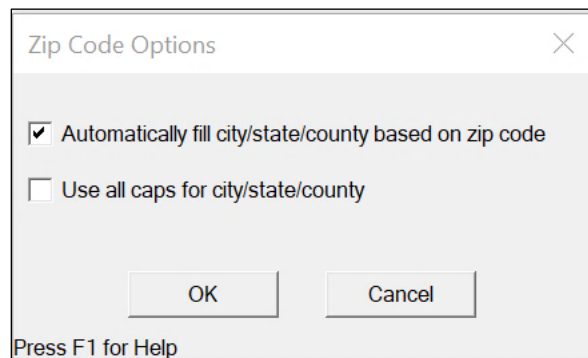 Zip Code Options
Automatically fill city/state/county based on zip code
Use all caps for city/state/county
OK Cancel
Press F1 for Help